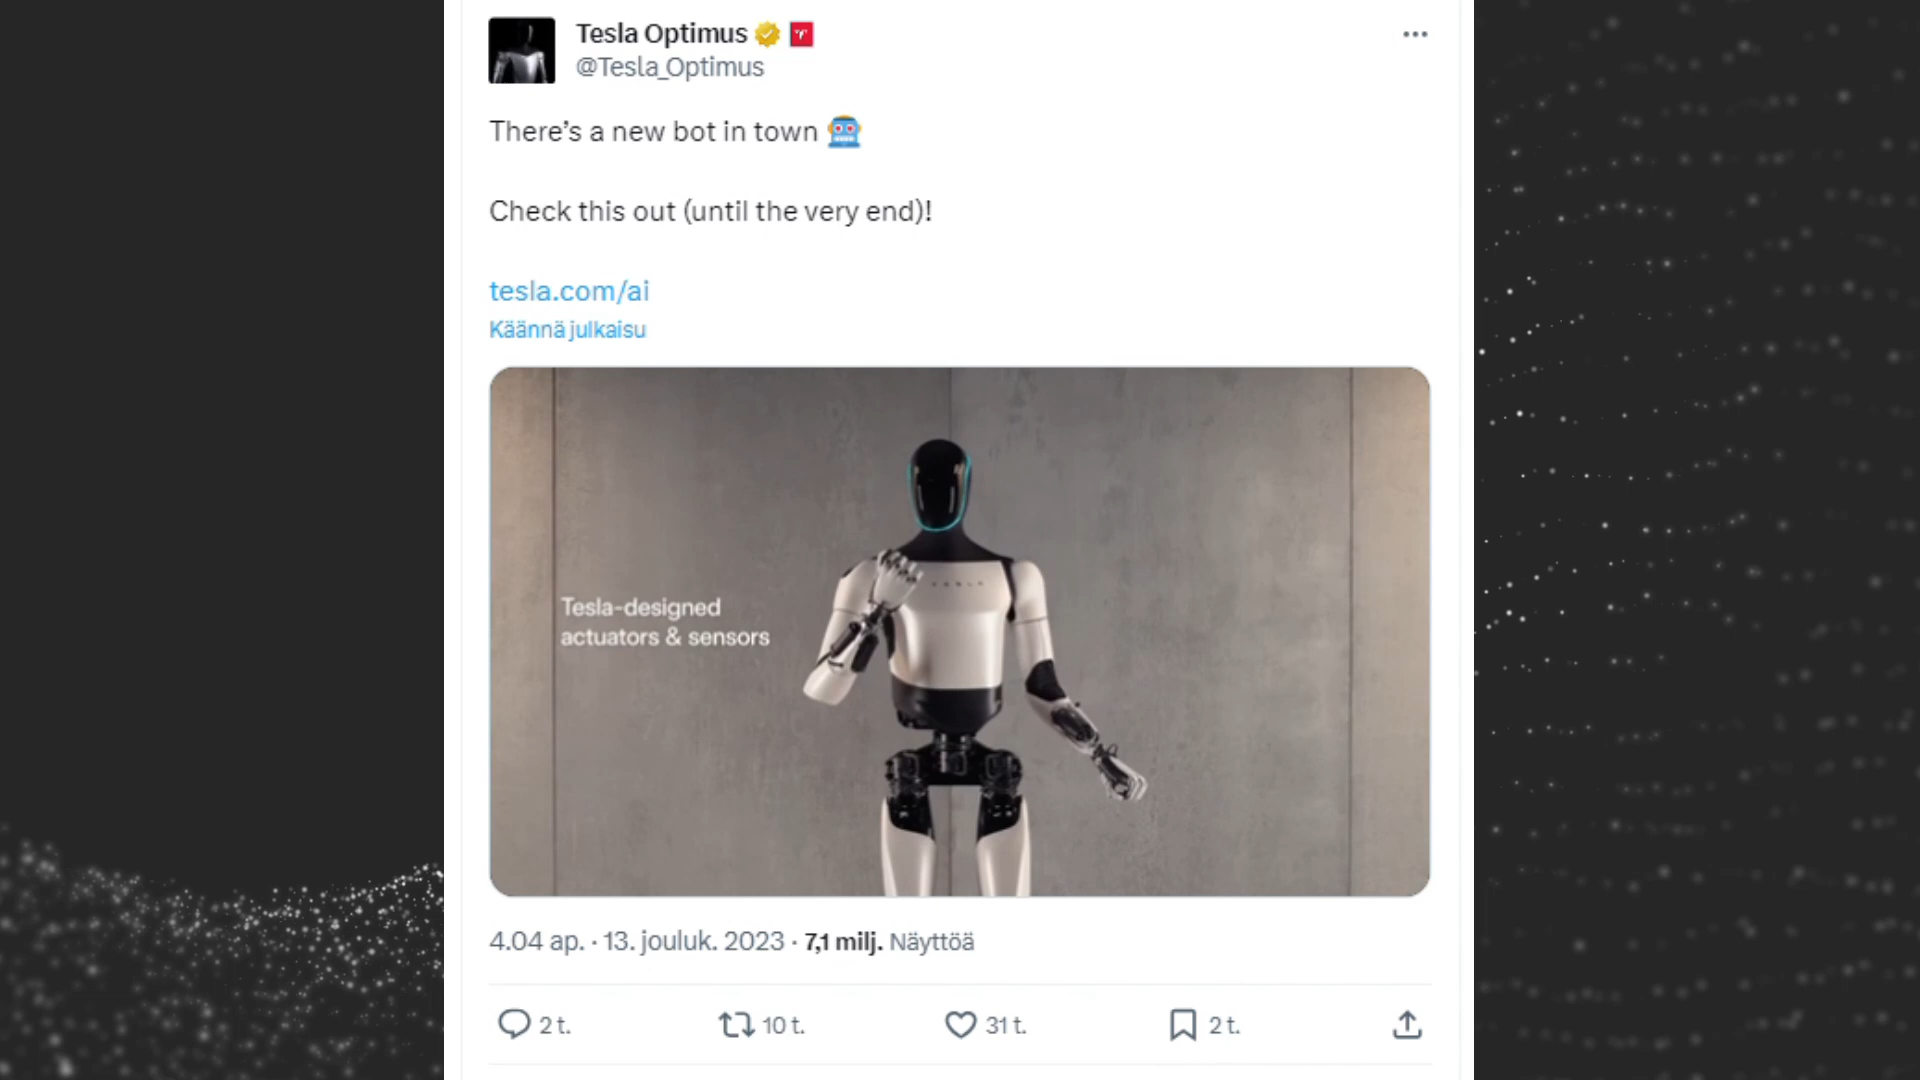 Tesla Optimus
@Tesla_Optimus
There's a new bot in town
Check this out (until the very end)!
tesla.com/ai
Käännä julkaisu
TESLA
Tesla-designed
actuators & sensors
4.04 ap. · 13. jouluk. 2023 · 7,1 milj. Näyttöä
2 t. 10 t. 31 t. 2 t.